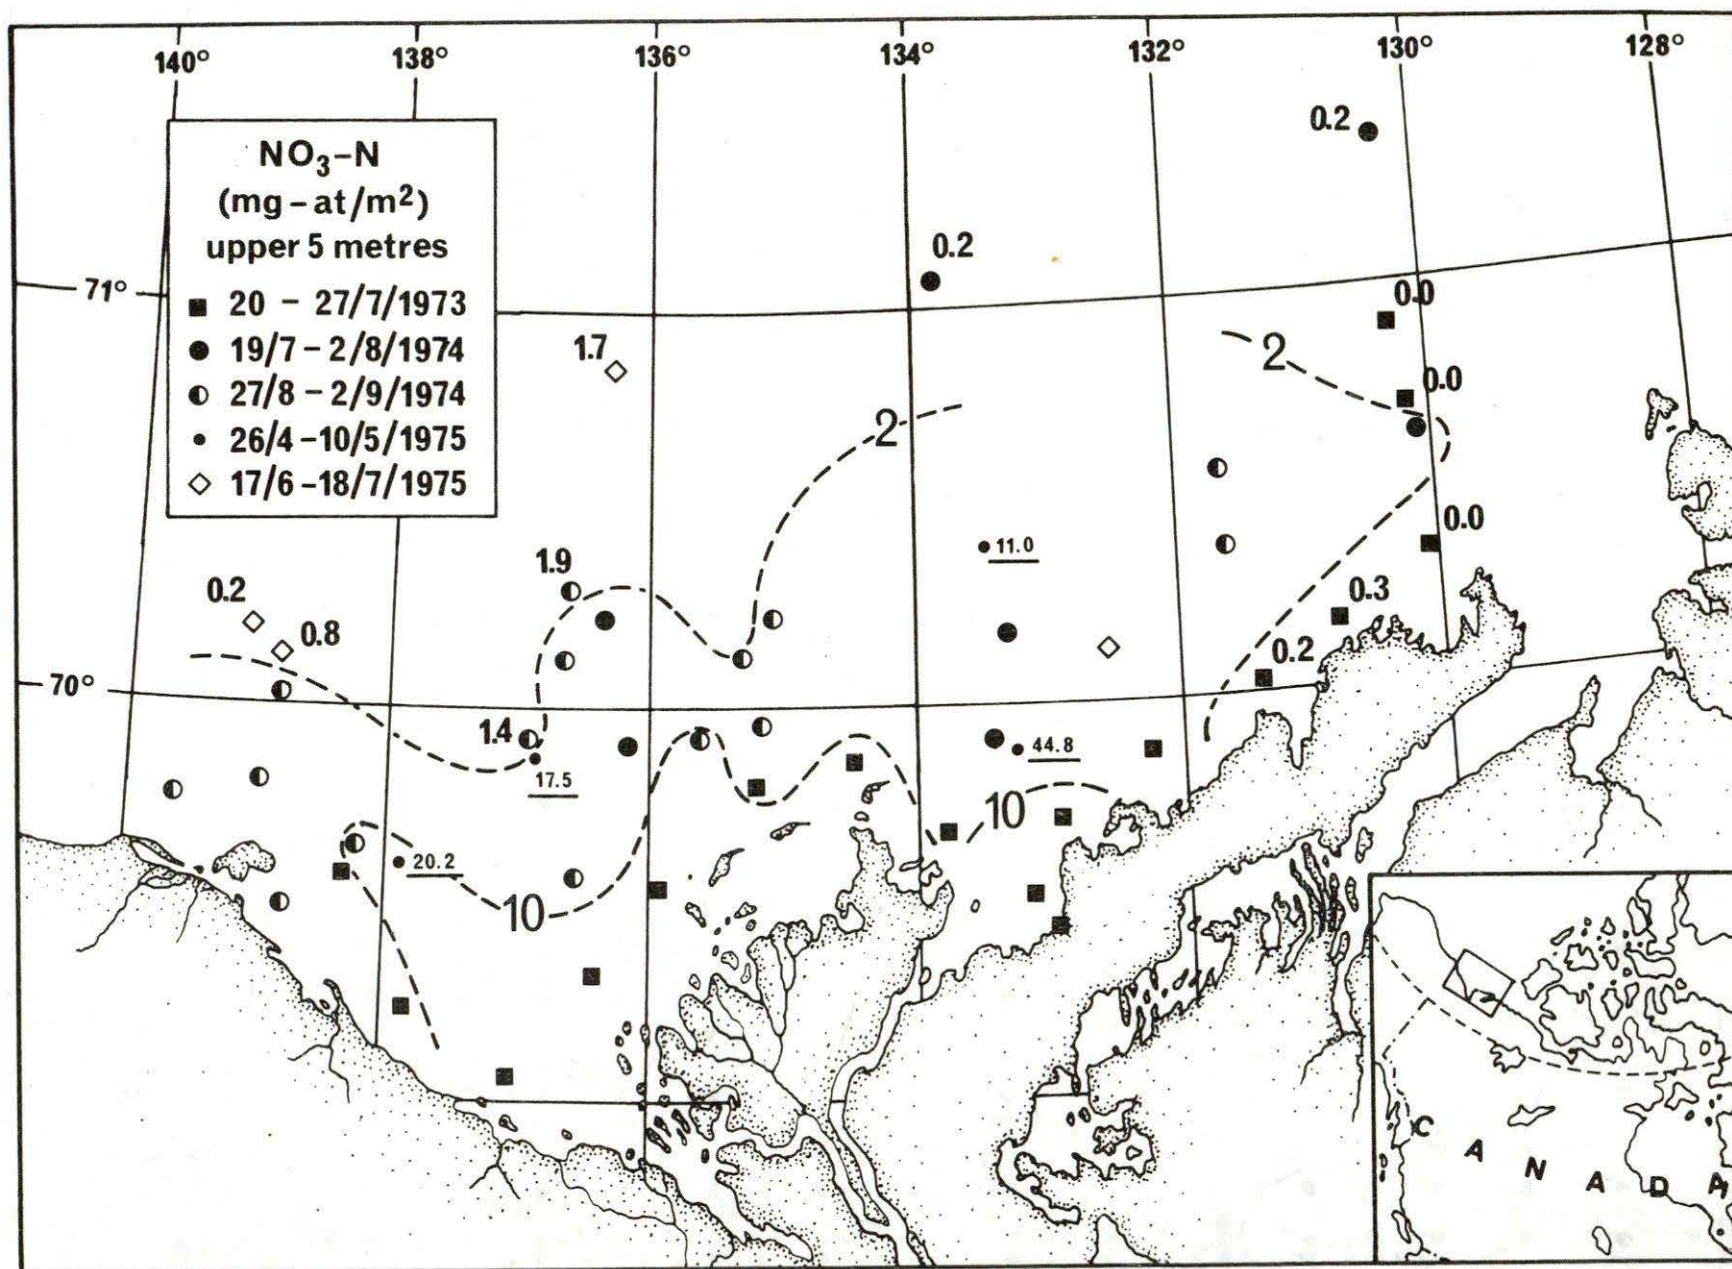 140° 138° 136° 134° 132° 130° 128°
NO₃–N
(mg–at/m²)
upper 5 metres
■ 20 – 27/7/1973
● 19/7 – 2/8/1974
◐ 27/8 – 2/9/1974
• 26/4 –10/5/1975
◇ 17/6 –18/7/1975
0.2
0.2
71°
0.0
1.7
2
0.0
2
0.0
11.0
1.9
0.2
0.3
0.8
0.2
70°
1.4
44.8
17.5
10
20.2
10
C A N A D A